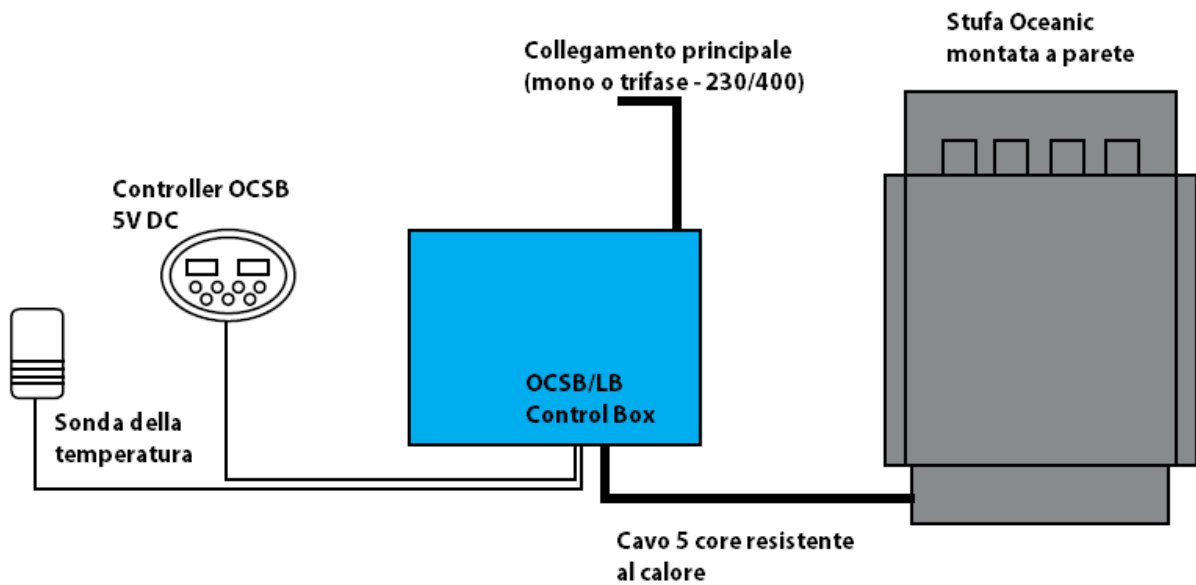 Stufa Oceanic
montata a parete
Collegamento principale
(mono o trifase - 230/400)
Controller OCSB
5V DC
OCSB/LB
Control Box
Sonda della
temperatura
Cavo 5 core resistente
al calore